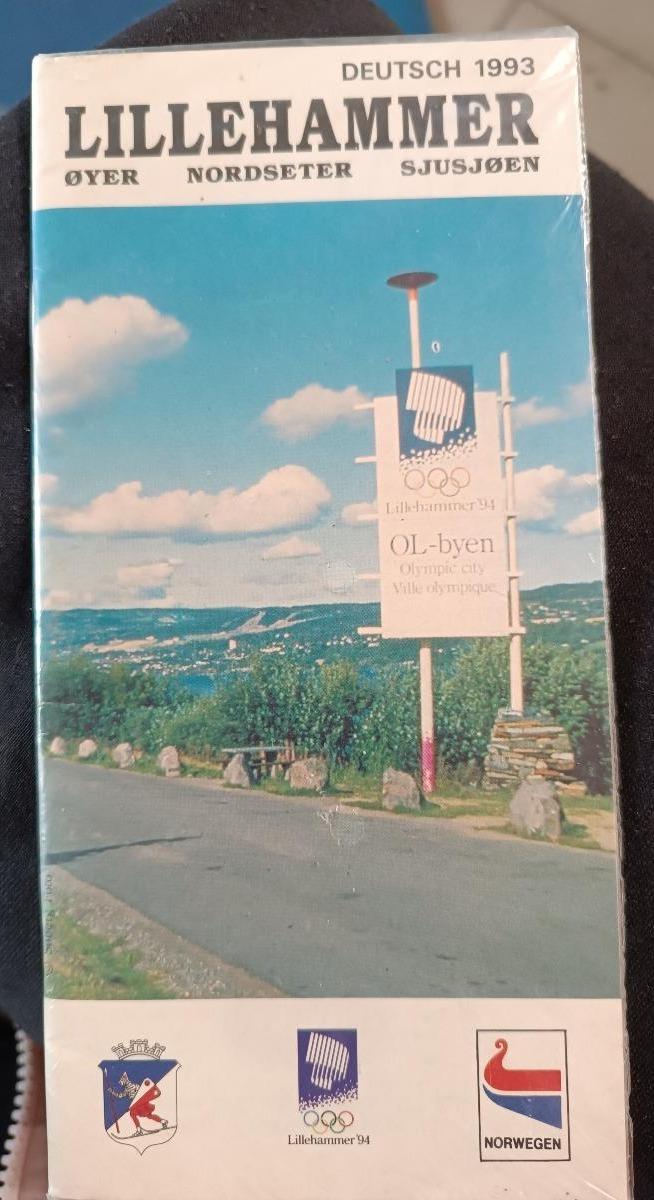 DEUTSCH 1993
LILLEHAMMER
ØYER NORDSETER SJUSJØEN
Lillehammer'94
OL-byen
Olympic city
Ville olympique
Lillehammer'94
NORWEGEN